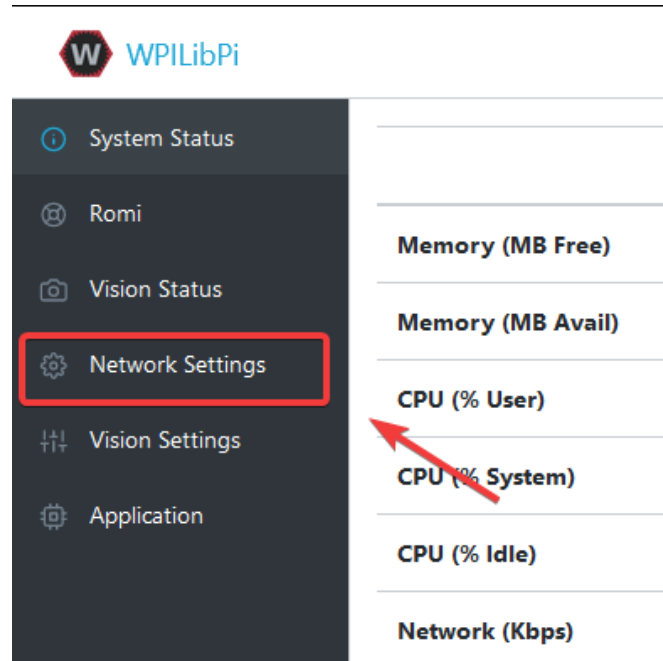 W WPILibPi
System Status
Romi
Vision Status
Network Settings
Vision Settings
Application
Memory (MB Free)
Memory (MB Avail)
CPU (% User)
CPU (% System)
CPU (% Idle)
Network (Kbps)